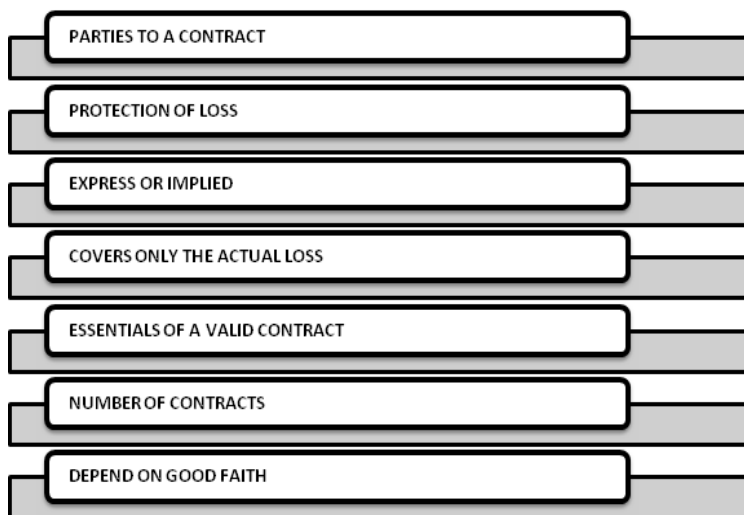 PARTIES TO A CONTRACT
PROTECTION OF LOSS
EXPRESS OR IMPLIED
COVERS ONLY THE ACTUAL LOSS
ESSENTIALS OF A VALID CONTRACT
NUMBER OF CONTRACTS
DEPEND ON GOOD FAITH